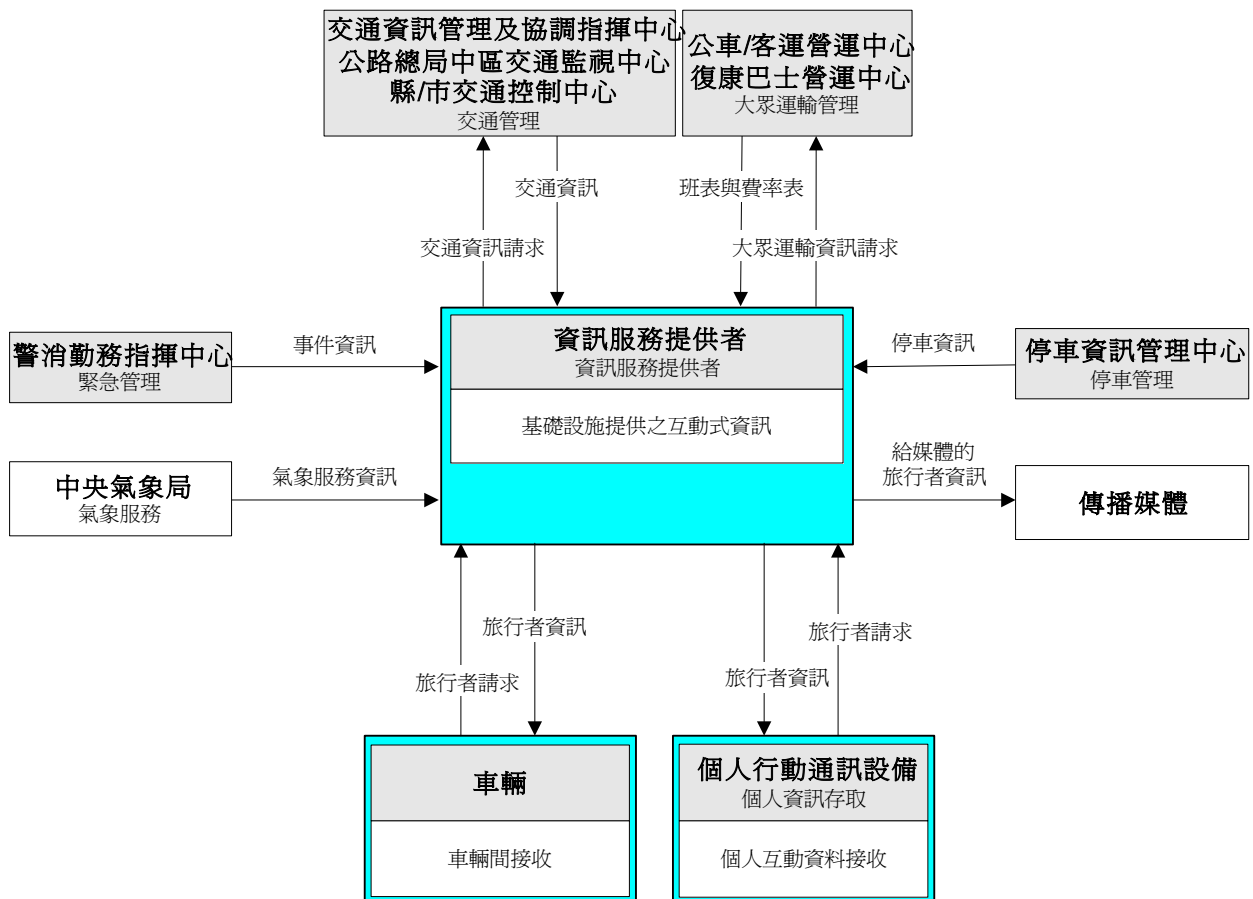 交通資訊管理及協調指揮中心
公路總局中區交通監視中心
縣/市交通控制中心
交通管理
公車/客運營運中心
復康巴士營運中心
大眾運輸管理
交通資訊
班表與費率表
交通資訊請求
大眾運輸資訊請求
警消勤務指揮中心
緊急管理
事件資訊
資訊服務提供者
資訊服務提供者
基礎設施提供之互動式資訊
停車資訊
停車資訊管理中心
停車管理
中央氣象局
氣象服務
氣象服務資訊
給媒體的
旅行者資訊
傳播媒體
旅行者資訊
旅行者請求
旅行者請求
旅行者資訊
車輛
車輛間接收
個人行動通訊設備
個人資訊存取
個人互動資料接收